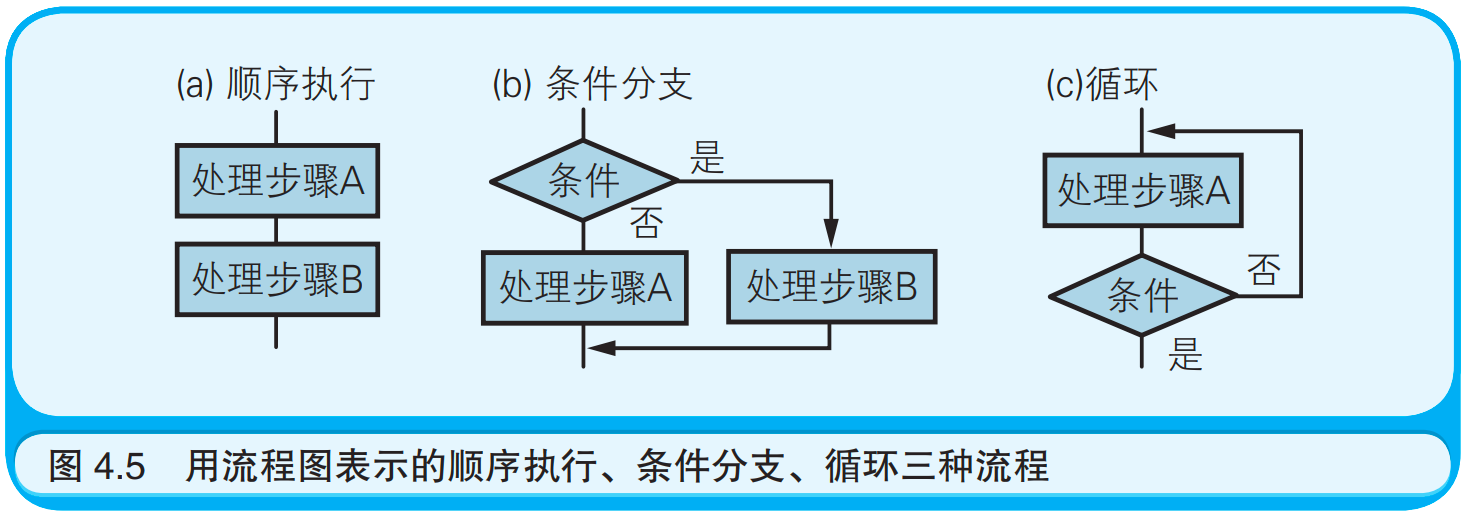 (a) 顺序执行
处理步骤A
处理步骤B
(b) 条件分支
条件
是
否
处理步骤A
处理步骤B
(c)循环
处理步骤A
条件
否
是
图 4.5 用流程图表示的顺序执行、条件分支、循环三种流程